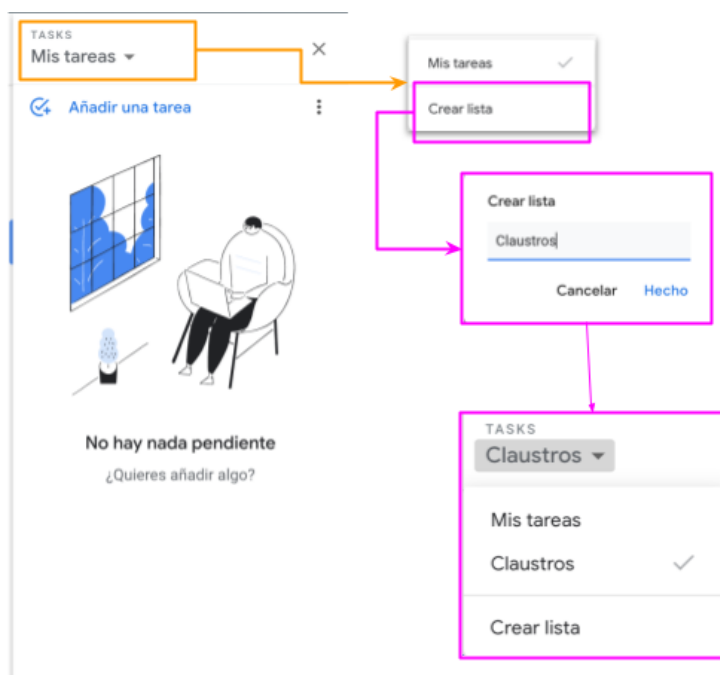 TASKS
Mis tareas
Añadir una tarea
No hay nada pendiente
¿Quieres añadir algo?
Mis tareas
Crear lista
Crear lista
Claustros
Cancelar Hecho
TASKS
Claustros
Mis tareas
Claustros
Crear lista